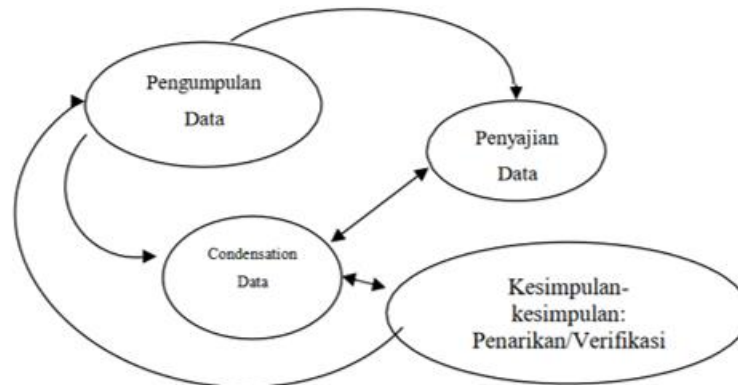 Pengumpulan
Data
Penyajian
Data
Condensation
Data
Kesimpulan-
kesimpulan:
Penarikan/Verifikasi